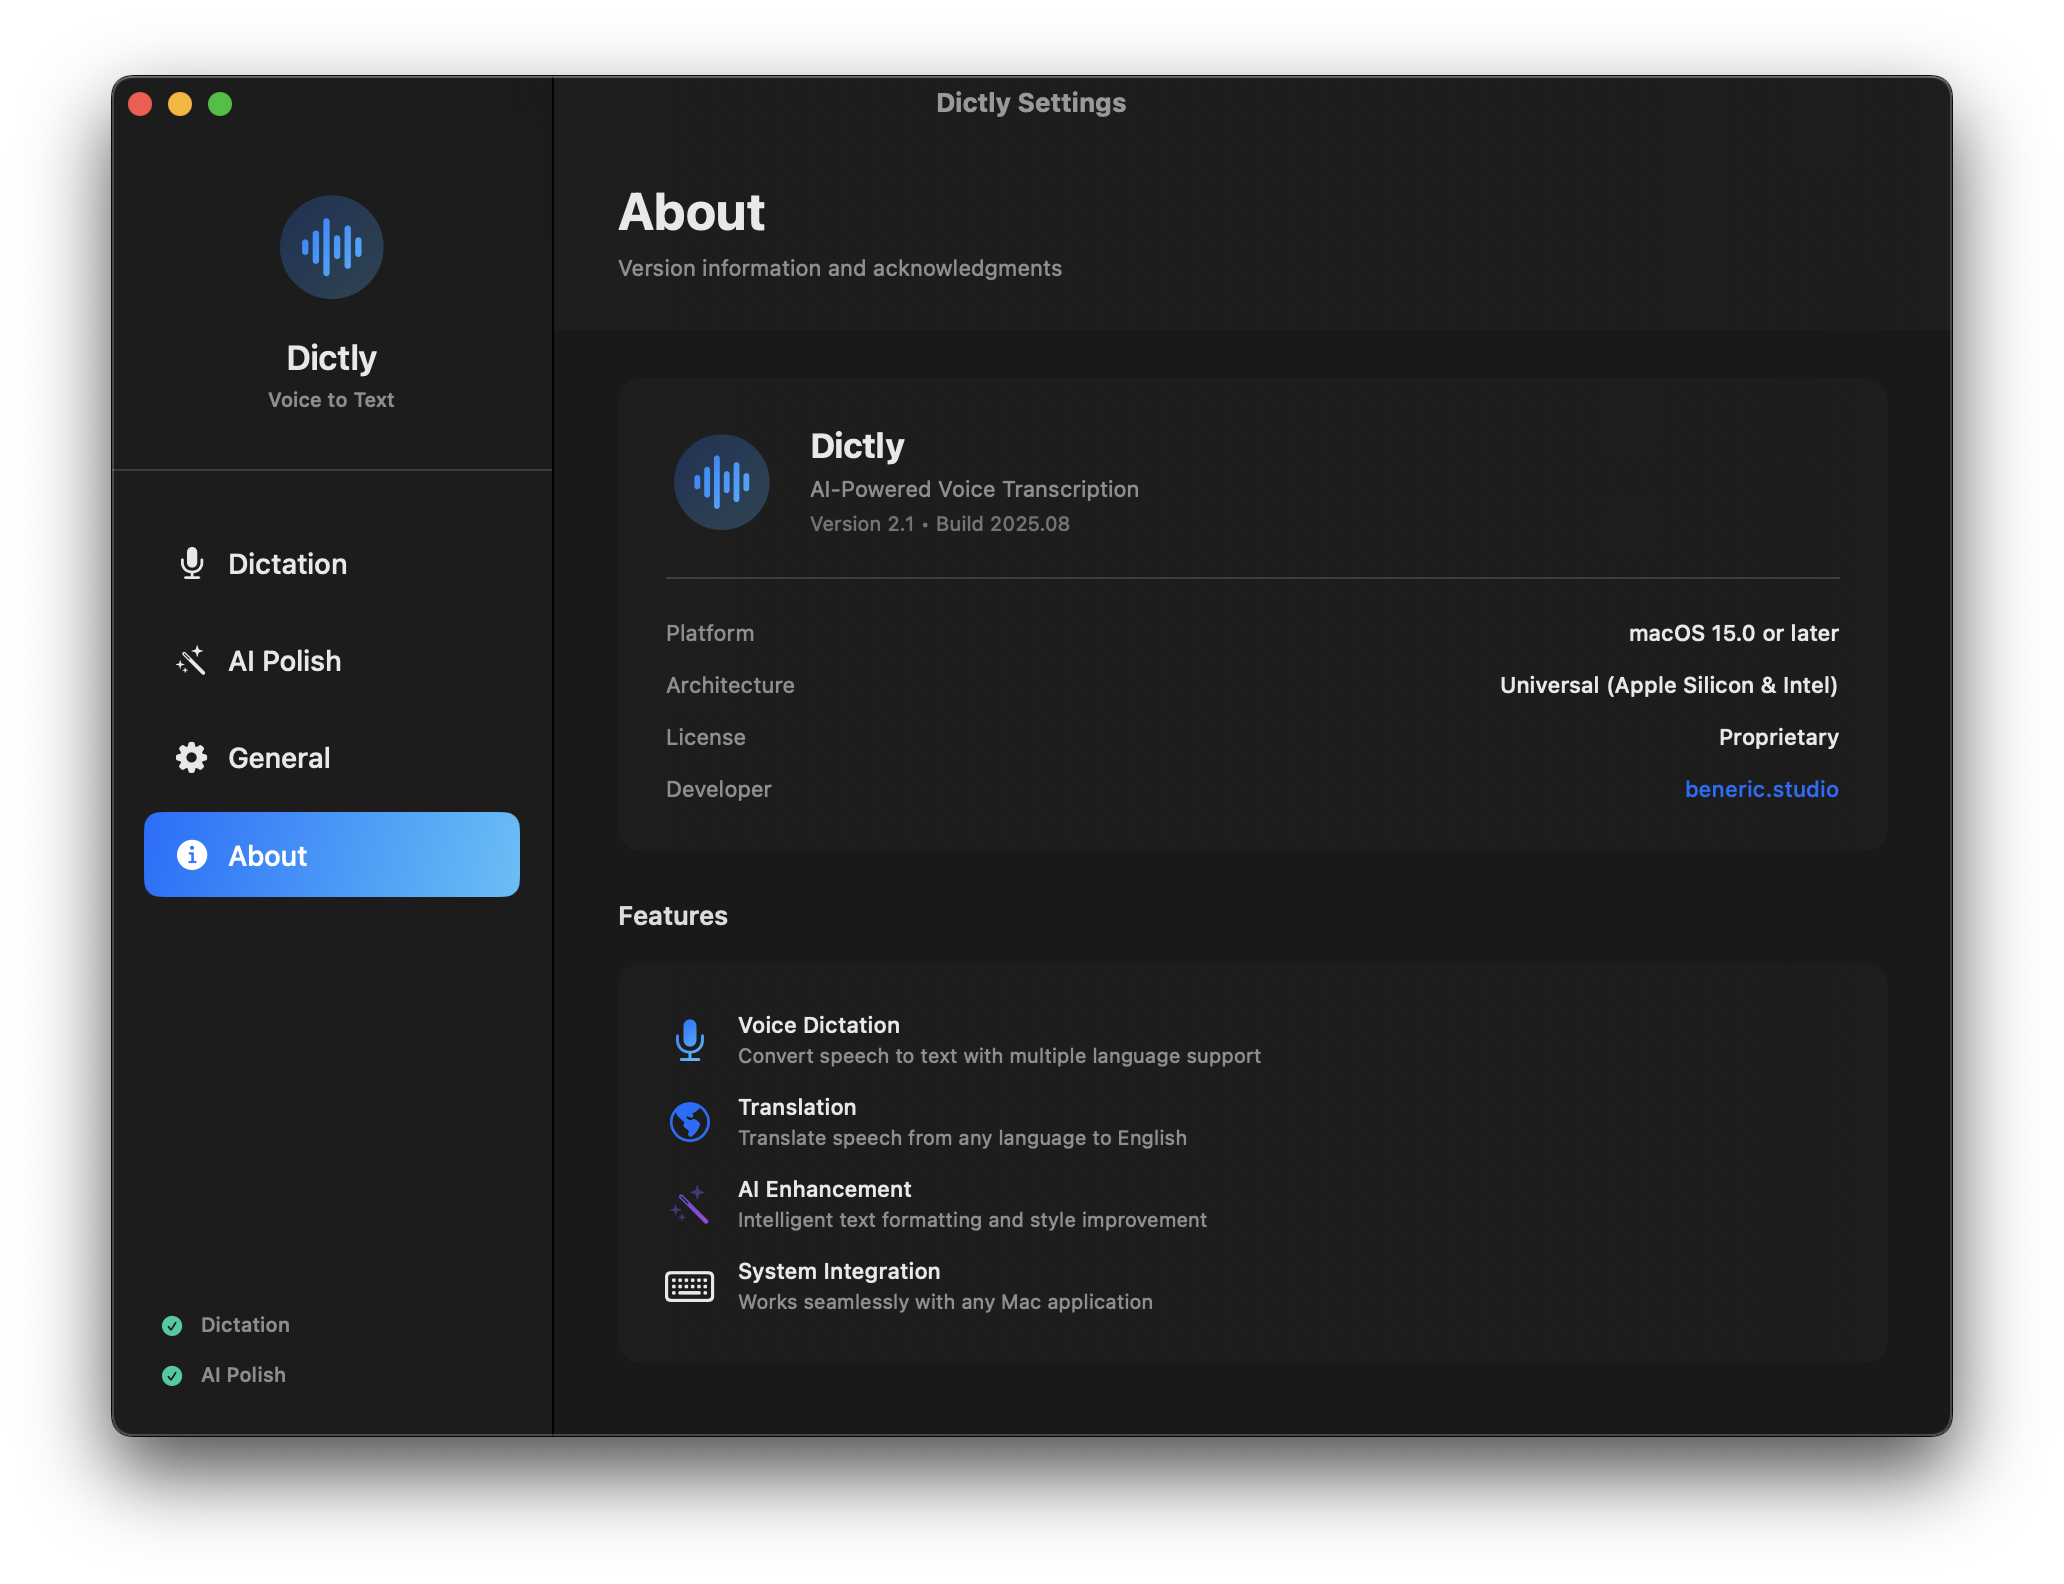 Dictly Settings
Dictly
Voice to Text
Dictation
AI Polish
General
About
Dictation
AI Polish
About
Version information and acknowledgments
Dictly
AI-Powered Voice Transcription
Version 2.1 • Build 2025.08
Platform macOS 15.0 or later
Architecture Universal (Apple Silicon & Intel)
License Proprietary
Developer beneric.studio
Features
Voice Dictation
Convert speech to text with multiple language support
Translation
Translate speech from any language to English
AI Enhancement
Intelligent text formatting and style improvement
System Integration
Works seamlessly with any Mac application